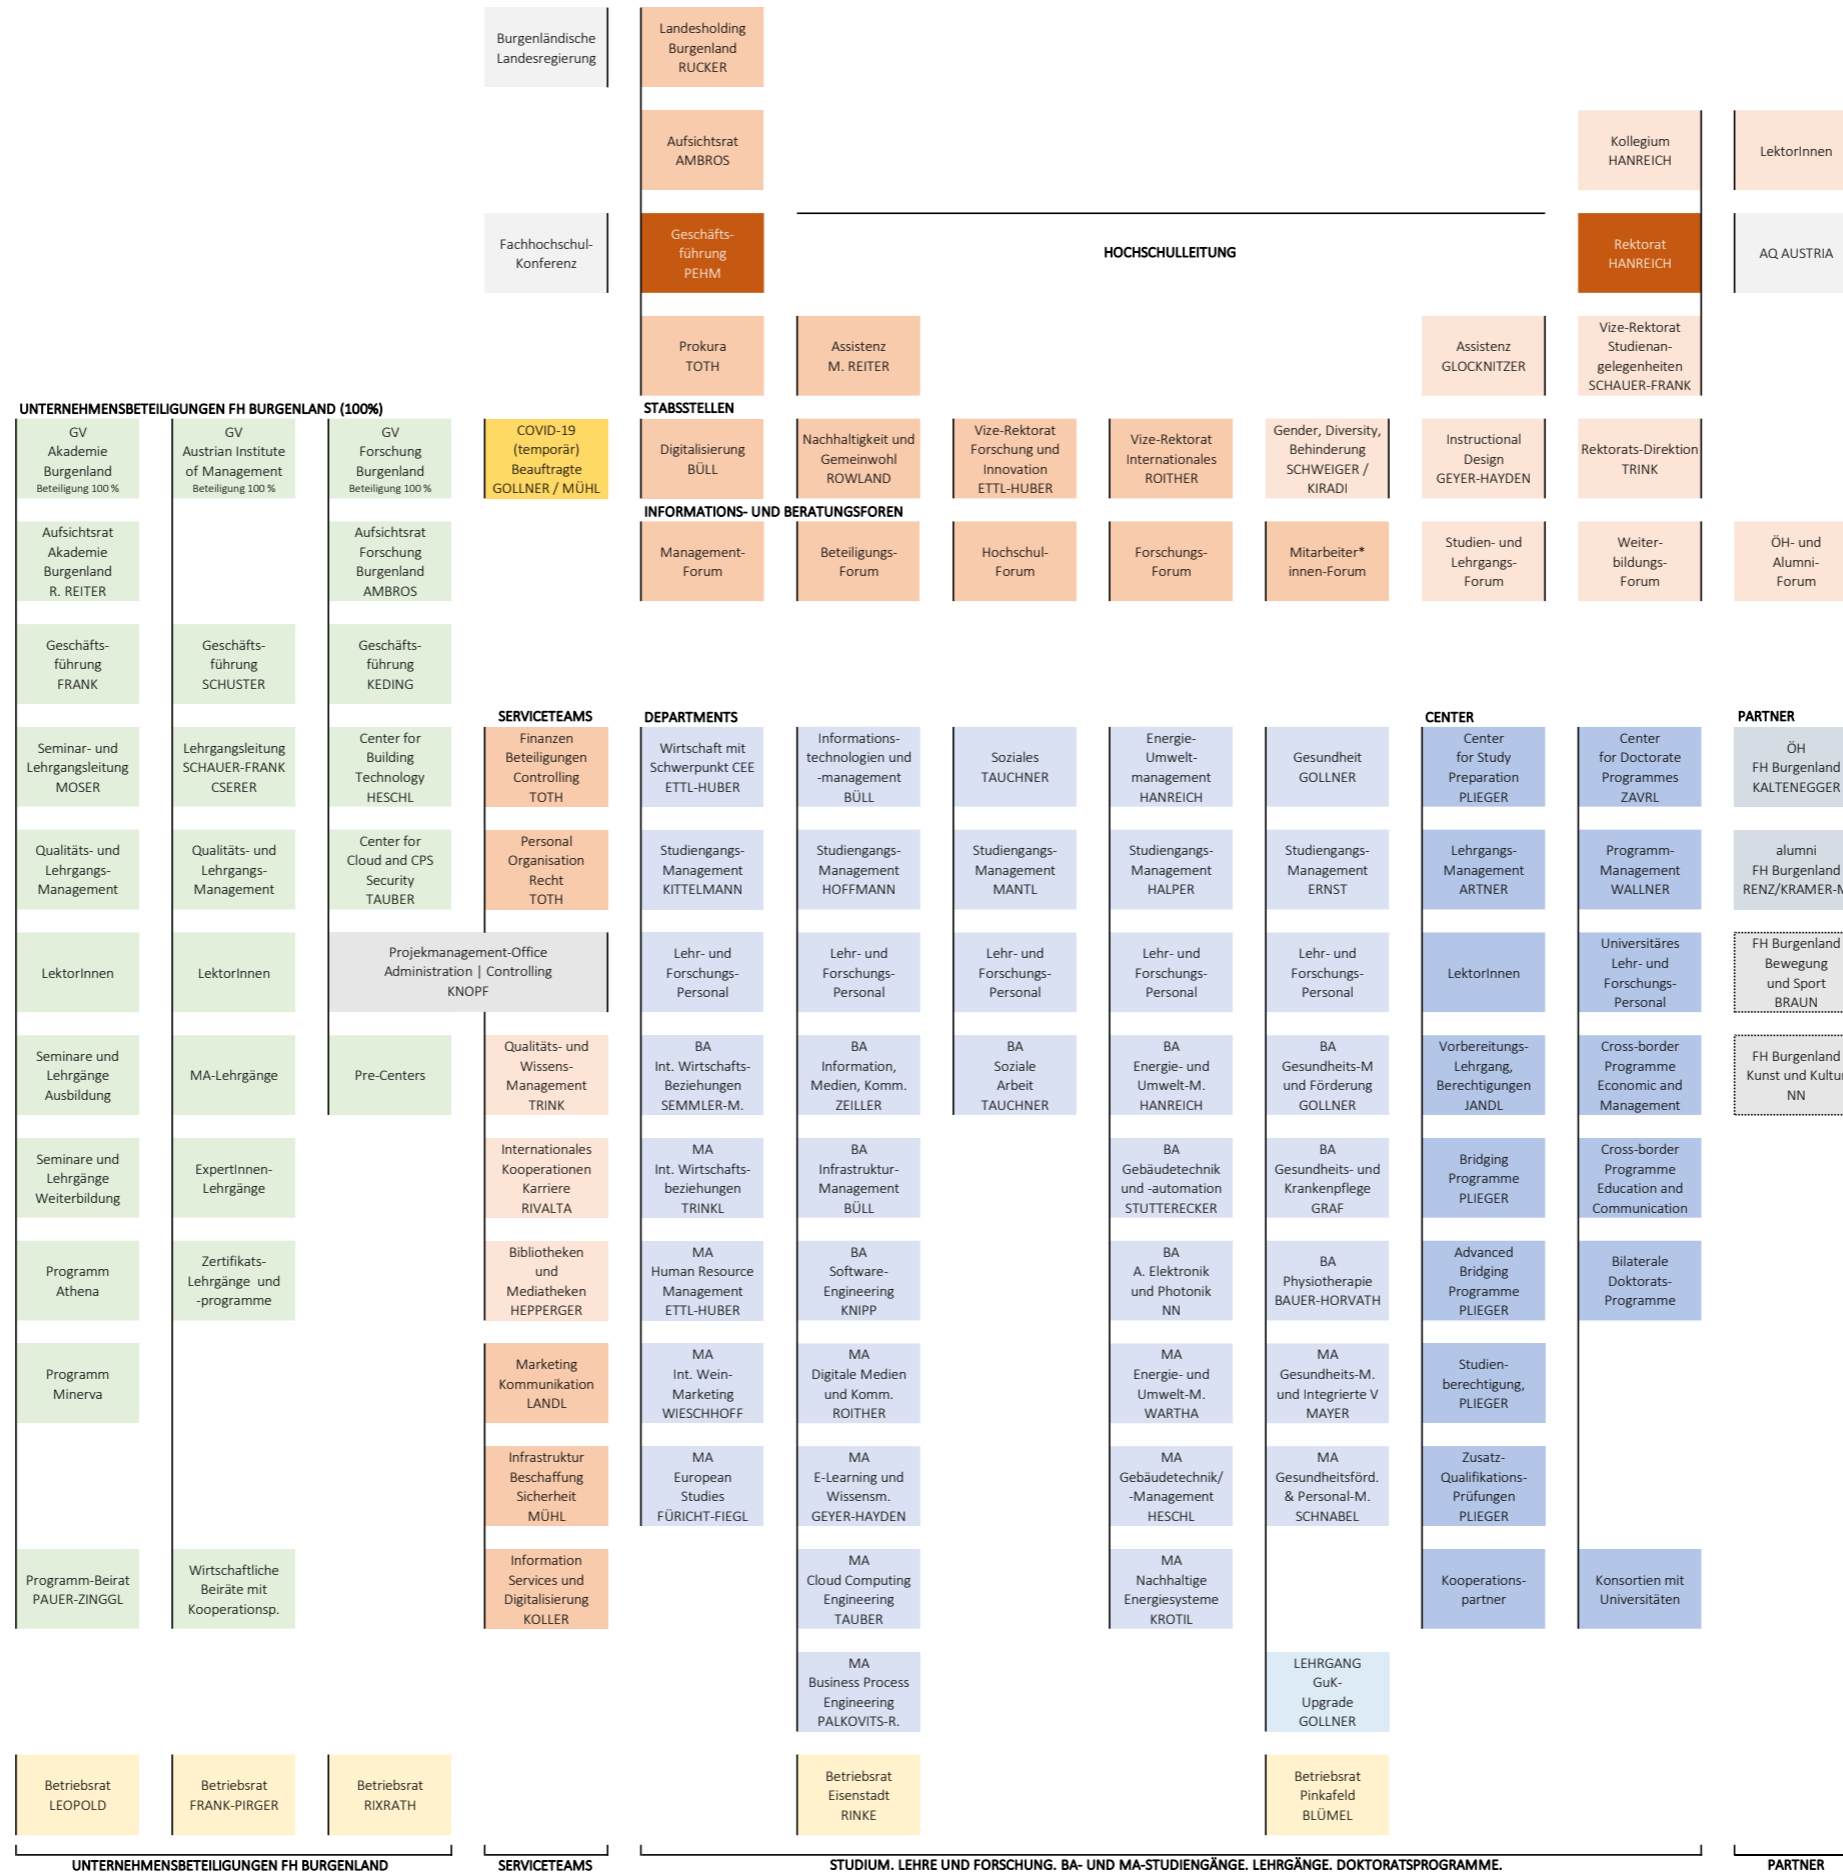 Burgenländische
Landesregierung
Landesholding
Burgenland
RUCKER
Aufsichtsrat
AMBROS
Kollegium
HANREICH
LektorInnen
Fachhochschul-
Konferenz
Geschäfts-
führung
PEHM
HOCHSCHULLEITUNG
Rektorat
HANREICH
AQ AUSTRIA
Prokura
TOTH
Assistenz
M. REITER
Assistenz
GLOCKNITZER
Vize-Rektorat
Studienan-
gelegenheiten
SCHAUER-FRANK
UNTERNEHMENSBETEILIGUNGEN FH BURGENLAND (100%)
STABSSTELLEN
GV
Akademie
Burgenland
Beteiligung 100 %
GV
Austrian Institute
of Management
Beteiligung 100 %
GV
Forschung
Burgenland
Beteiligung 100 %
COVID-19
(temporär)
Beauftragte
GOLLNER / MÜHL
Digitalisierung
BÜLL
Nachhaltigkeit und
Gemeinwohl
ROWLAND
Vize-Rektorat
Forschung und
Innovation
ETTL-HUBER
Vize-Rektorat
Internationales
ROITHER
Gender, Diversity,
Behinderung
SCHWEIGER /
KIRADI
Instructional
Design
GEYER-HAYDEN
Rektorats-Direktion
TRINK
INFORMATIONS- UND BERATUNGSFOREN
Aufsichtsrat
Akademie
Burgenland
R. REITER
Aufsichtsrat
Forschung
Burgenland
AMBROS
Management-
Forum
Beteiligungs-
Forum
Hochschul-
Forum
Forschungs-
Forum
Mitarbeiter*
innen-Forum
Studien- und
Lehrgangs-
Forum
Weiter-
bildungs-
Forum
ÖH- und
Alumni-
Forum
Geschäfts-
führung
FRANK
Geschäfts-
führung
SCHUSTER
Geschäfts-
führung
KEDING
SERVICETEAMS
DEPARTMENTS
CENTER
PARTNER
Seminar- und
Lehrgangsleitung
MOSER
Lehrgangsleitung
SCHAUER-FRANK
CSERER
Center for
Building
Technology
HESCHL
Finanzen
Beteiligungen
Controlling
TOTH
Wirtschaft mit
Schwerpunkt CEE
ETTL-HUBER
Informations-
technologien und
-management
BÜLL
Soziales
TAUCHNER
Energie-
Umwelt-
management
HANREICH
Gesundheit
GOLLNER
Center
for Study
Preparation
PLIEGER
Center
for Doctorate
Programmes
ZAVRL
ÖH
FH Burgenland
KALTENEGGER
Qualitäts- und
Lehrgangs-
Management
Qualitäts- und
Lehrgangs-
Management
Center for
Cloud and CPS
Security
TAUBER
Personal
Organisation
Recht
TOTH
Studiengangs-
Management
KITTELMANN
Studiengangs-
Management
HOFFMANN
Studiengangs-
Management
MANTL
Studiengangs-
Management
HALPER
Studiengangs-
Management
ERNST
Lehrgangs-
Management
ARTNER
Programm-
Management
WALLNER
alumni
FH Burgenland
RENZ/KRAMER-M
LektorInnen
LektorInnen
Projekmanagement-Office
Administration | Controlling
KNOPF
Lehr- und
Forschungs-
Personal
Lehr- und
Forschungs-
Personal
Lehr- und
Forschungs-
Personal
Lehr- und
Forschungs-
Personal
Lehr- und
Forschungs-
Personal
LektorInnen
Universitäres
Lehr- und
Forschungs-
Personal
FH Burgenland
Bewegung
und Sport
BRAUN
Seminare und
Lehrgänge
Ausbildung
MA-Lehrgänge
Pre-Centers
Qualitäts- und
Wissens-
Management
TRINK
BA
Int. Wirtschafts-
Beziehungen
SEMMLER-M.
BA
Information,
Medien, Komm.
ZEILLER
BA
Soziale
Arbeit
TAUCHNER
BA
Energie- und
Umwelt-M.
HANREICH
BA
Gesundheits-M
und Förderung
GOLLNER
Vorbereitungs-
Lehrgang,
Berechtigungen
JANDL
Cross-border
Programme
Economic and
Management
FH Burgenland
Kunst und Kultur
NN
Seminare und
Lehrgänge
Weiterbildung
ExpertInnen-
Lehrgänge
Internationales
Kooperationen
Karriere
RIVALTA
MA
Int. Wirtschafts-
beziehungen
TRINKL
BA
Infrastruktur-
Management
BÜLL
BA
Gebäudetechnik
und -automation
STUTTERECKER
BA
Gesundheits- und
Krankenpflege
GRAF
Bridging
Programme
PLIEGER
Cross-border
Programme
Education and
Communication
Programm
Athena
Zertifikats-
Lehrgänge und
-programme
Bibliotheken
und
Mediatheken
HEPPERGER
MA
Human Resource
Management
ETTL-HUBER
BA
Software-
Engineering
KNIPP
BA
A. Elektronik
und Photonik
NN
BA
Physiotherapie
BAUER-HORVATH
Advanced
Bridging
Programme
PLIEGER
Bilaterale
Doktorats-
Programme
Programm
Minerva
Marketing
Kommunikation
LANDL
MA
Int. Wein-
Marketing
WIESCHHOFF
MA
Digitale Medien
und Komm.
ROITHER
MA
Energie- und
Umwelt-M.
WARTHA
MA
Gesundheits-M.
und Integrierte V
MAYER
Studien-
berechtigung,
PLIEGER
Infrastruktur
Beschaffung
Sicherheit
MÜHL
MA
European
Studies
FÜRICHT-FIEGL
MA
E-Learning und
Wissensm.
GEYER-HAYDEN
MA
Gebäudetechnik/
-Management
HESCHL
MA
Gesundheitsförd.
& Personal-M.
SCHNABEL
Zusatz-
Qualifikations-
Prüfungen
PLIEGER
Programm-Beirat
PAUER-ZINGGL
Wirtschaftliche
Beiräte mit
Kooperationsp.
Information
Services und
Digitalisierung
KOLLER
MA
Cloud Computing
Engineering
TAUBER
MA
Nachhaltige
Energiesysteme
KROTIL
Kooperations-
partner
Konsortien mit
Universitäten
MA
Business Process
Engineering
PALKOVITS-R.
LEHRGANG
GuK-
Upgrade
GOLLNER
Betriebsrat
LEOPOLD
Betriebsrat
FRANK-PIRGER
Betriebsrat
RIXRATH
Betriebsrat
Eisenstadt
RINKE
Betriebsrat
Pinkafeld
BLÜMEL
UNTERNEHMENSBETEILIGUNGEN FH BURGENLAND
SERVICETEAMS
STUDIUM. LEHRE UND FORSCHUNG. BA- UND MA-STUDIENGÄNGE. LEHRGÄNGE. DOKTORATSPROGRAMME.
PARTNER